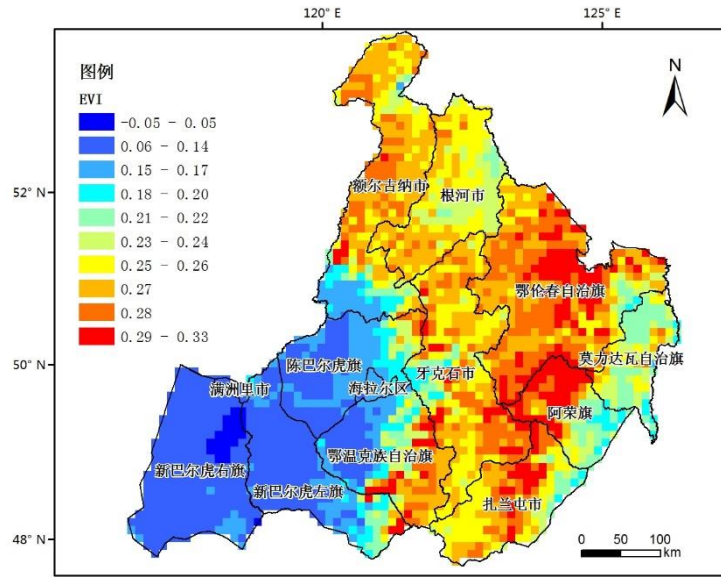 120° E
125° E
N
图例
EVI
-0.05 - 0.05
0.06 - 0.14
0.15 - 0.17
0.18 - 0.20
0.21 - 0.22
0.23 - 0.24
0.25 - 0.26
0.27
0.28
0.29 - 0.33
52° N
50° N
48° N
额尔古纳市
根河市
鄂伦春自治旗
莫力达瓦自治旗
陈巴尔虎旗
牙克石市
满洲里市
海拉尔区
阿荣旗
鄂温克族自治旗
新巴尔虎右旗
新巴尔虎左旗
扎兰屯市
0 50 100
km